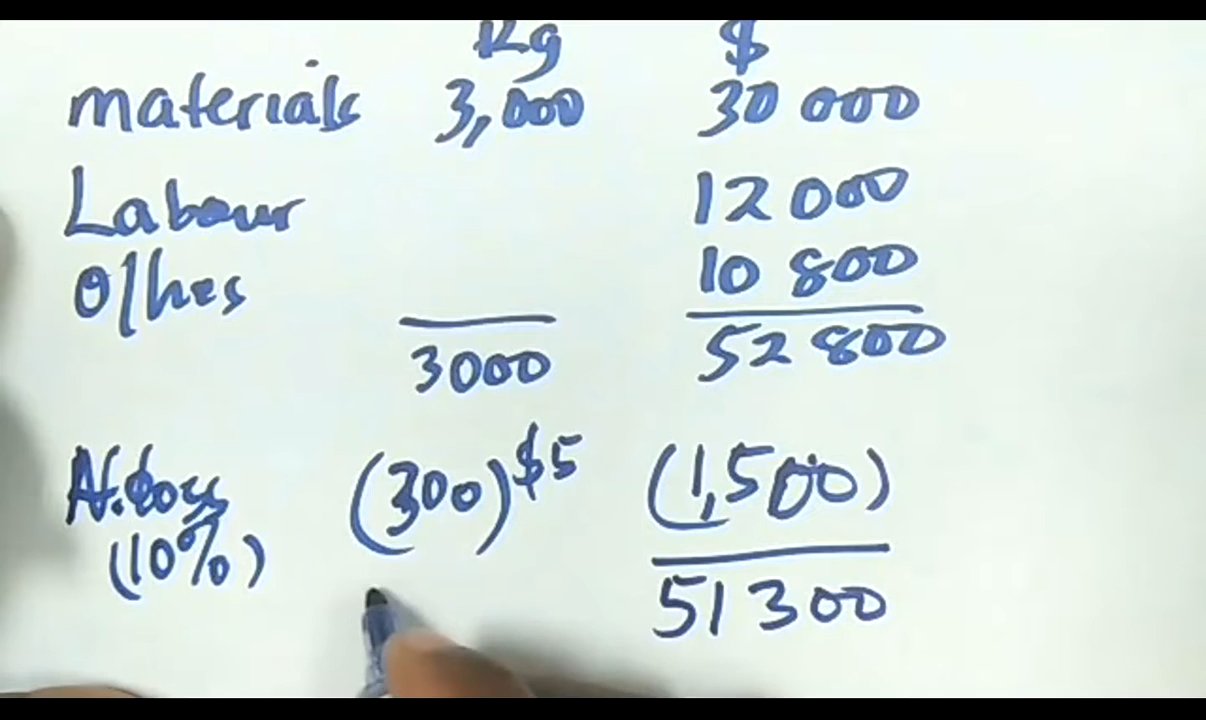 Kg $
materials 3,000 30 000
Labour 12 000
Othes 10 800
3000 52 800
(300) $5 (1,500)
(10%)
51 300